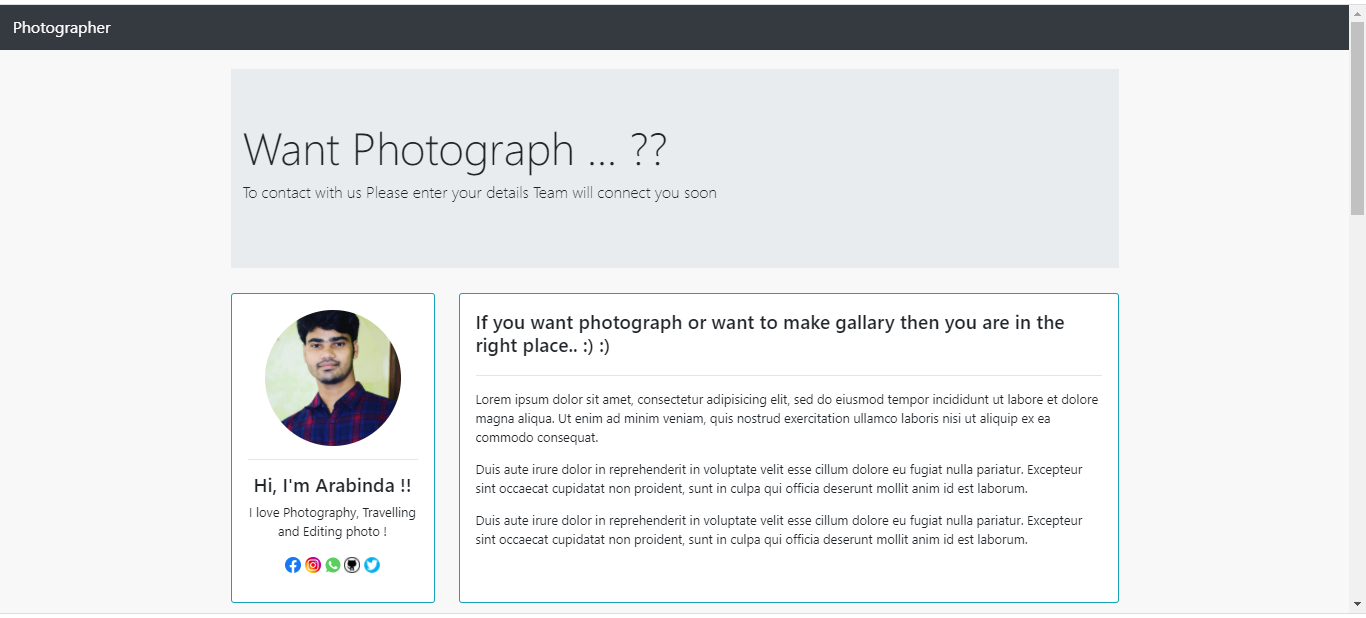 Photographer
Want Photograph ... ??
To contact with us Please enter your details Team will connect you soon
Hi, I'm Arabinda !!
I love Photography, Travelling
and Editing photo !
If you want photograph or want to make gallary then you are in the
right place.. :) :)
Lorem ipsum dolor sit amet, consectetur adipisicing elit, sed do eiusmod tempor incididunt ut labore et dolore
magna aliqua. Ut enim ad minim veniam, quis nostrud exercitation ullamco laboris nisi ut aliquip ex ea
commodo consequat.
Duis aute irure dolor in reprehenderit in voluptate velit esse cillum dolore eu fugiat nulla pariatur. Excepteur
sint occaecat cupidatat non proident, sunt in culpa qui officia deserunt mollit anim id est laborum.
Duis aute irure dolor in reprehenderit in voluptate velit esse cillum dolore eu fugiat nulla pariatur. Excepteur
sint occaecat cupidatat non proident, sunt in culpa qui officia deserunt mollit anim id est laborum.